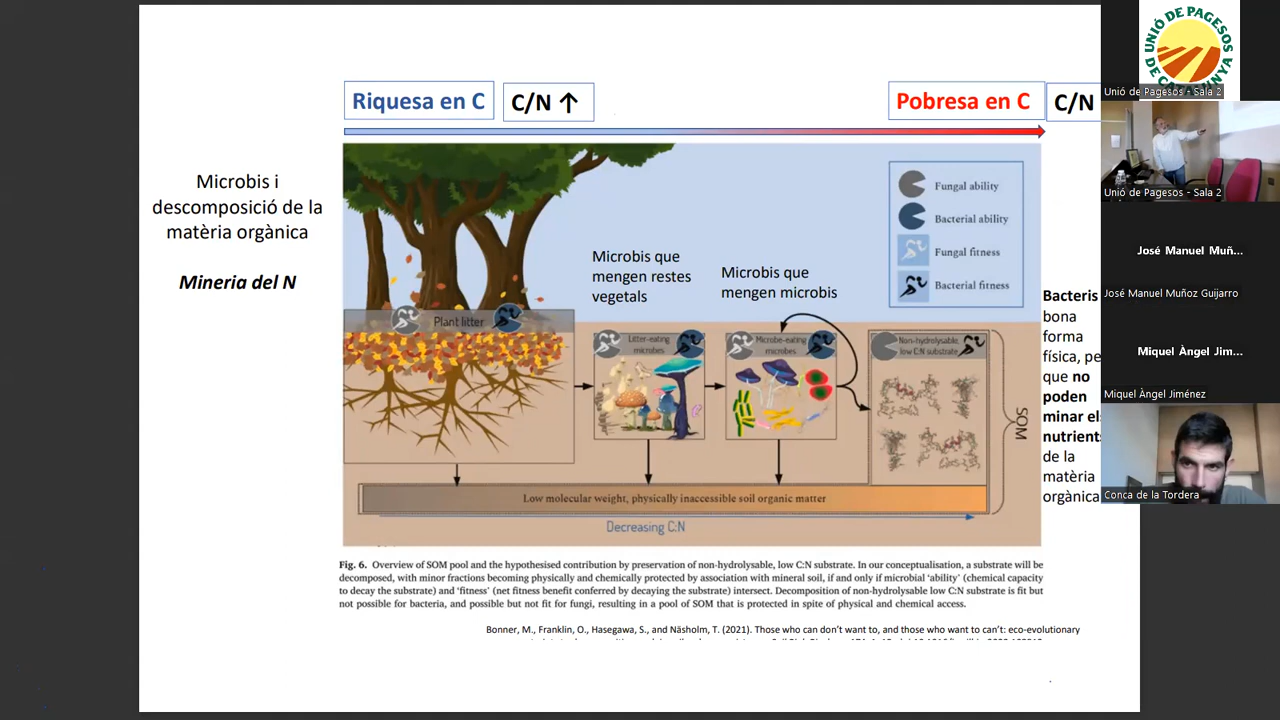 Riquesa en C
C/N ↑
Pobresa en C
C/N
Microbis i
descomposició de la
matèria orgànica
Mineria del N
Fungal ability
Bacterial ability
Fungal fitness
Bacterial fitness
Microbis que
mengen restes
vegetals
Microbis que
mengen microbis
Plant litter
Litter-eating
microbes
Microbe-eating
microbes
Non-hydrolysable,
low C:N substrate
SOM
Low molecular weight, physically inaccessible soil organic matter
Decreasing C:N
Bacteris
bona
forma
física, pe
que no
poden
minar els
nutrients
de la
matèria
orgànica
Fig. 6. Overview of SOM pool and the hypothesised contribution by preservation of non-hydrolysable, low C:N substrate. In our conceptualisation, a substrate will be
decomposed, with minor fractions becoming physically and chemically protected by association with mineral soil, if and only if microbial 'ability' (chemical capacity
to decay the substrate) and 'fitness' (net fitness benefit conferred by decaying the substrate) intersect. Decomposition of non-hydrolysable low C:N substrate is fit but
not possible for bacteria, and possible but not fit for fungi, resulting in a pool of SOM that is protected in spite of physical and chemical access.
Bonner, M., Franklin, O., Hasegawa, S., and Näsholm, T. (2021). Those who can don't want to, and those who want to can't: eco-evolutionary
UNIÓ DE PAGESOS
DE CATALUNYA
Unió de Pagesos - Sala 2
Unió de Pagesos - Sala 2
José Manuel Muñ...
José Manuel Muñoz Guijarro
Miquel Àngel Jim...
Miquel Àngel Jiménez
Conca de la Tordera